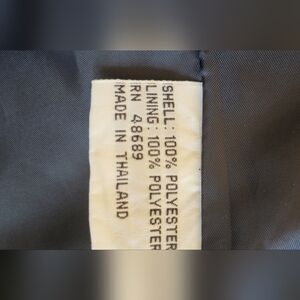 SHELL: 100% POLYESTER
LINING: 100% POLYESTER
RN 48689
MADE IN THAILAND